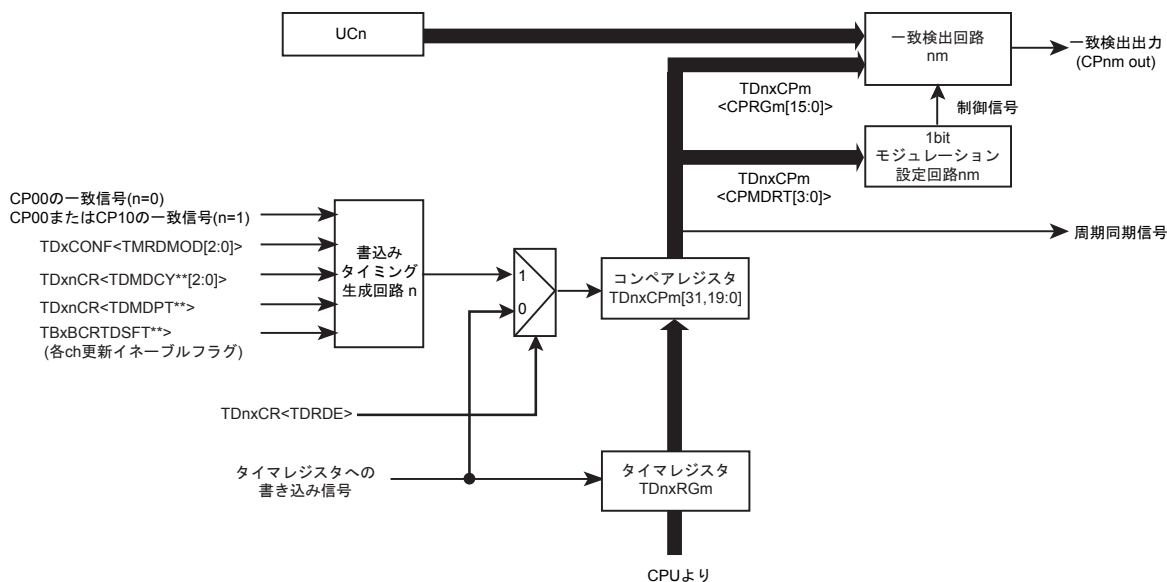 UCn
一致検出回路
nm
一致検出出力
(CPnm out)
TDnxCPm
<CPRGm[15:0]>
制御信号
1bit
モジュレーション
設定回路nm
TDnxCPm
<CPMDRT[3:0]>
周期同期信号
CP00の一致信号(n=0)
CP00またはCP10の一致信号(n=1)
TDxCONF<TMRDMOD[2:0]>
TDxnCR<TDMDCY**[2:0]>
TDxnCR<TDMDPT**>
TBxBCRTDSFT**>
(各ch更新イネーブルフラグ)
書込み
タイミング
生成回路 n
1
0
コンペアレジスタ
TDnxCPm[31,19:0]
TDnxCR<TDRDE>
タイマレジスタへの
書き込み信号
タイマレジスタ
TDnxRGm
CPUより